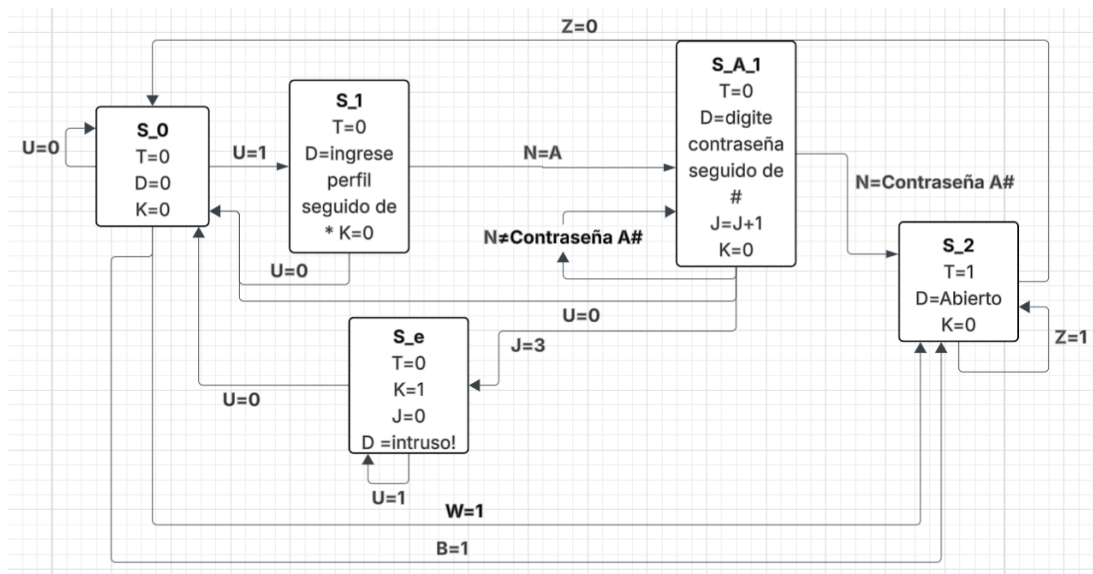 Z=0
S_A_1
T=0
D=digite
contraseña
seguido de
#
J=J+1
K=0
S_1
T=0
D=ingrese
perfil
seguido de
* K=0
S_0
T=0
D=0
K=0
U=0
U=1
N=A
N=Contraseña A#
N≠Contraseña A#
S_2
T=1
D=Abierto
K=0
U=0
U=0
J=3
Z=1
S_e
T=0
K=1
J=0
D =intruso!
U=0
U=1
W=1
B=1